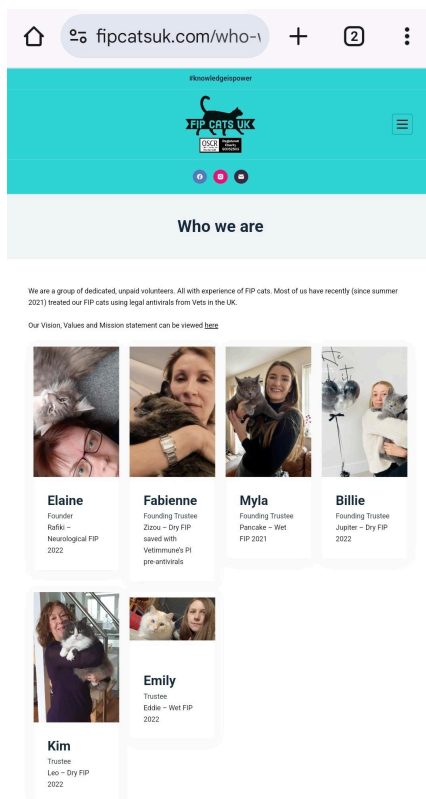 fipcatsuk.com/who-w
2
#knowledgeispower
FIP CATS UK
OSCR
Registered
Charity
We are a group of dedicated, unpaid volunteers. All with experience of FIP cats. Most of us have recently (since summer
2021) treated our FIP cats using legal antivirals from Vets in the UK.
Who we are
Our Vision, Values and Mission statement can be viewed here
Elaine
Founder
Rafiki –
Neurological FIP
2022
Fabienne
Founding Trustee
Zizou – Dry FIP
saved with
Vetimmune's PI
pre-antivirals
Myla
Founding Trustee
Pancake – Wet
FIP 2021
Billie
Founding Trustee
Jupiter – Dry FIP
2022
Kim
Trustee
Leo – Dry FIP
2022
Emily
Trustee
Eddie – Wet FIP
2022